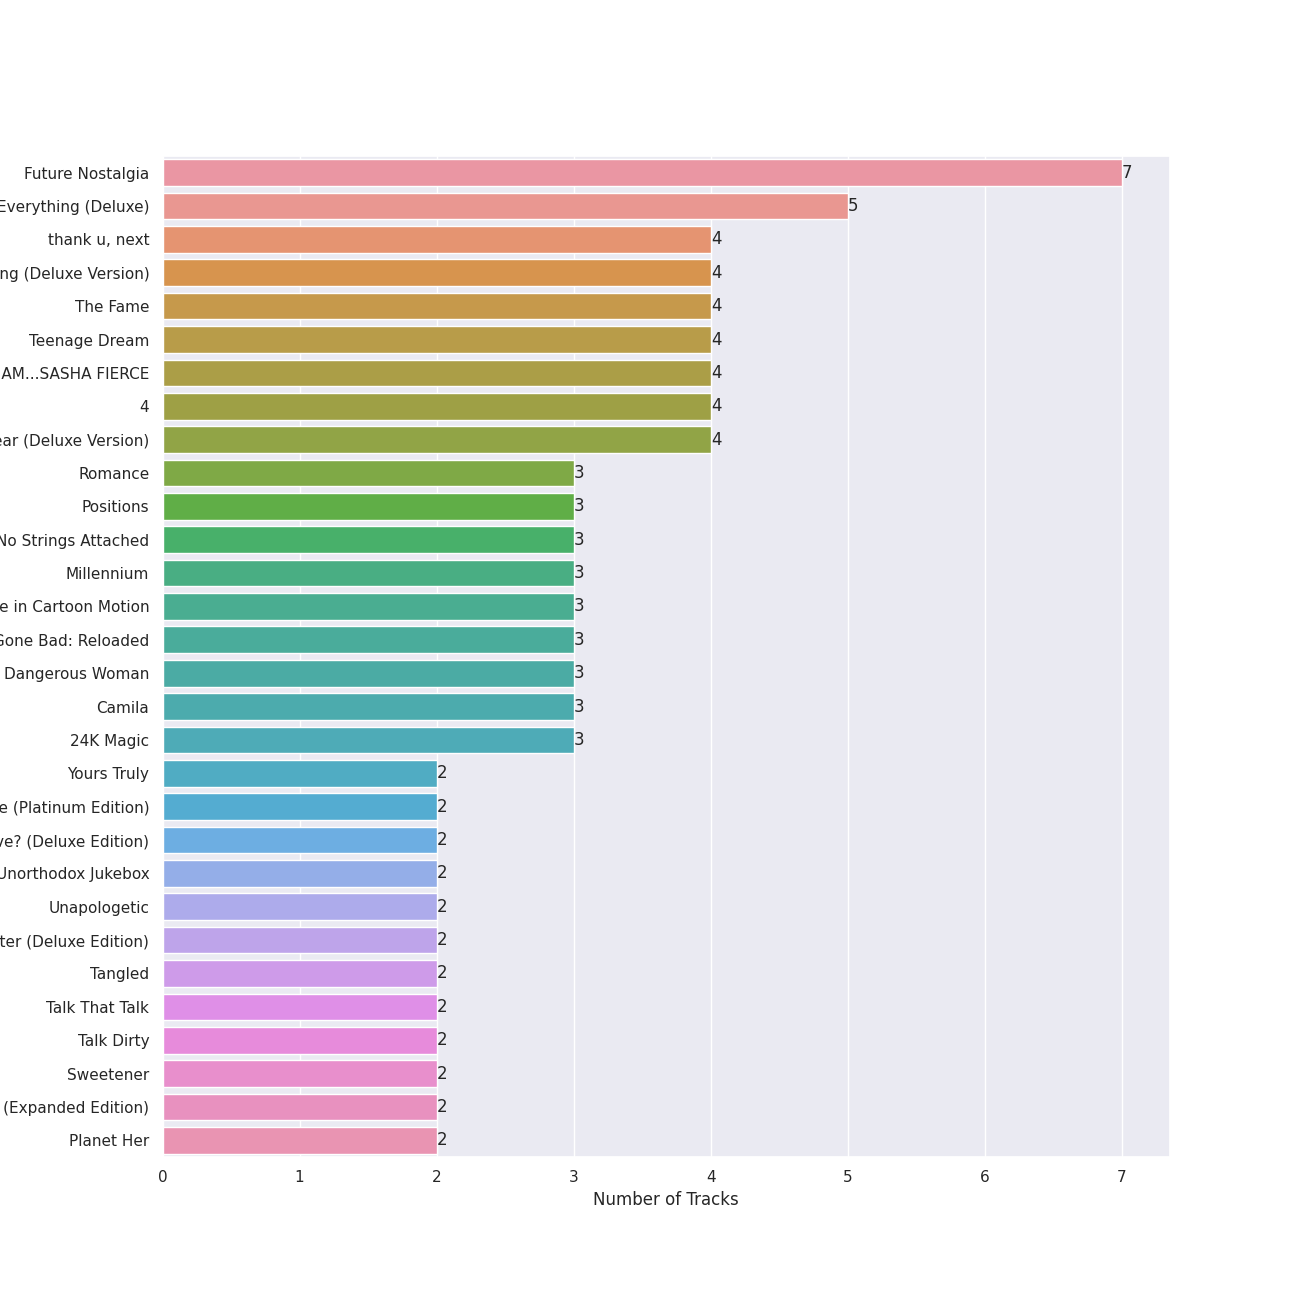 Future Nostalgia 7
Everything (Deluxe) 5
thank u, next 4
ng (Deluxe Version) 4
The Fame 4
Teenage Dream 4
AM...SASHA FIERCE 4
4 4
ear (Deluxe Version) 4
Romance 3
Positions 3
No Strings Attached 3
Millennium 3
e in Cartoon Motion 3
Gone Bad: Reloaded 3
Dangerous Woman 3
Camila 3
24K Magic 3
Yours Truly 2
e (Platinum Edition) 2
ve? (Deluxe Edition) 2
Unorthodox Jukebox 2
Unapologetic 2
ter (Deluxe Edition) 2
Tangled 2
Talk That Talk 2
Talk Dirty 2
Sweetener 2
(Expanded Edition) 2
Planet Her 2
0 1 2 3 4 5 6 7
Number of Tracks